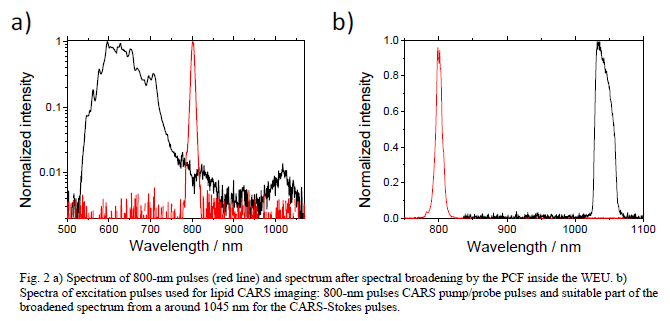 a)
b)
Normalized intensity
1
0.1
0.01
500 600 700 800 900 1000
Wavelength / nm
Normalized intensity
1.0
0.8
0.6
0.4
0.2
0.0
800 900 1000 1100
Wavelength / nm
Fig. 2 a) Spectrum of 800-nm pulses (red line) and spectrum after spectral broadening by the PCF inside the WEU. b)
Spectra of excitation pulses used for lipid CARS imaging: 800-nm pulses CARS pump/probe pulses and suitable part of the
broadened spectrum from a around 1045 nm for the CARS-Stokes pulses.